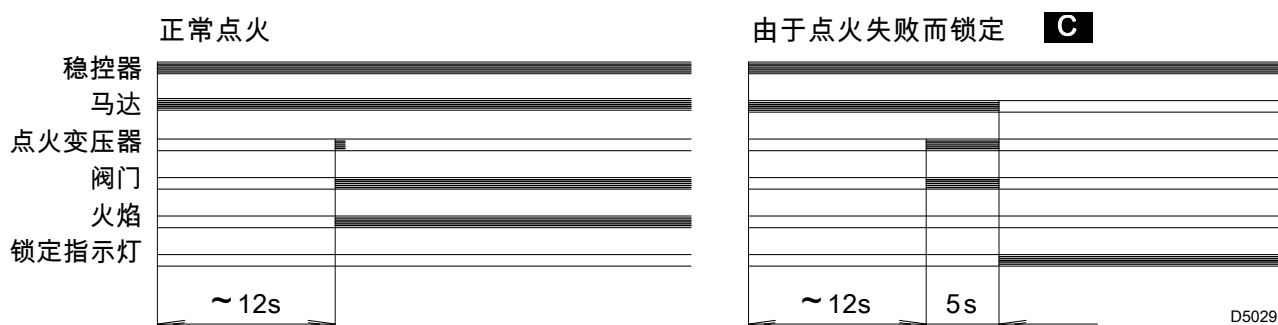 正常点火
由于点火失败而锁定 C
稳控器
马达
点火变压器
阀门
火焰
锁定指示灯
~12s
~12s 5s
D5029